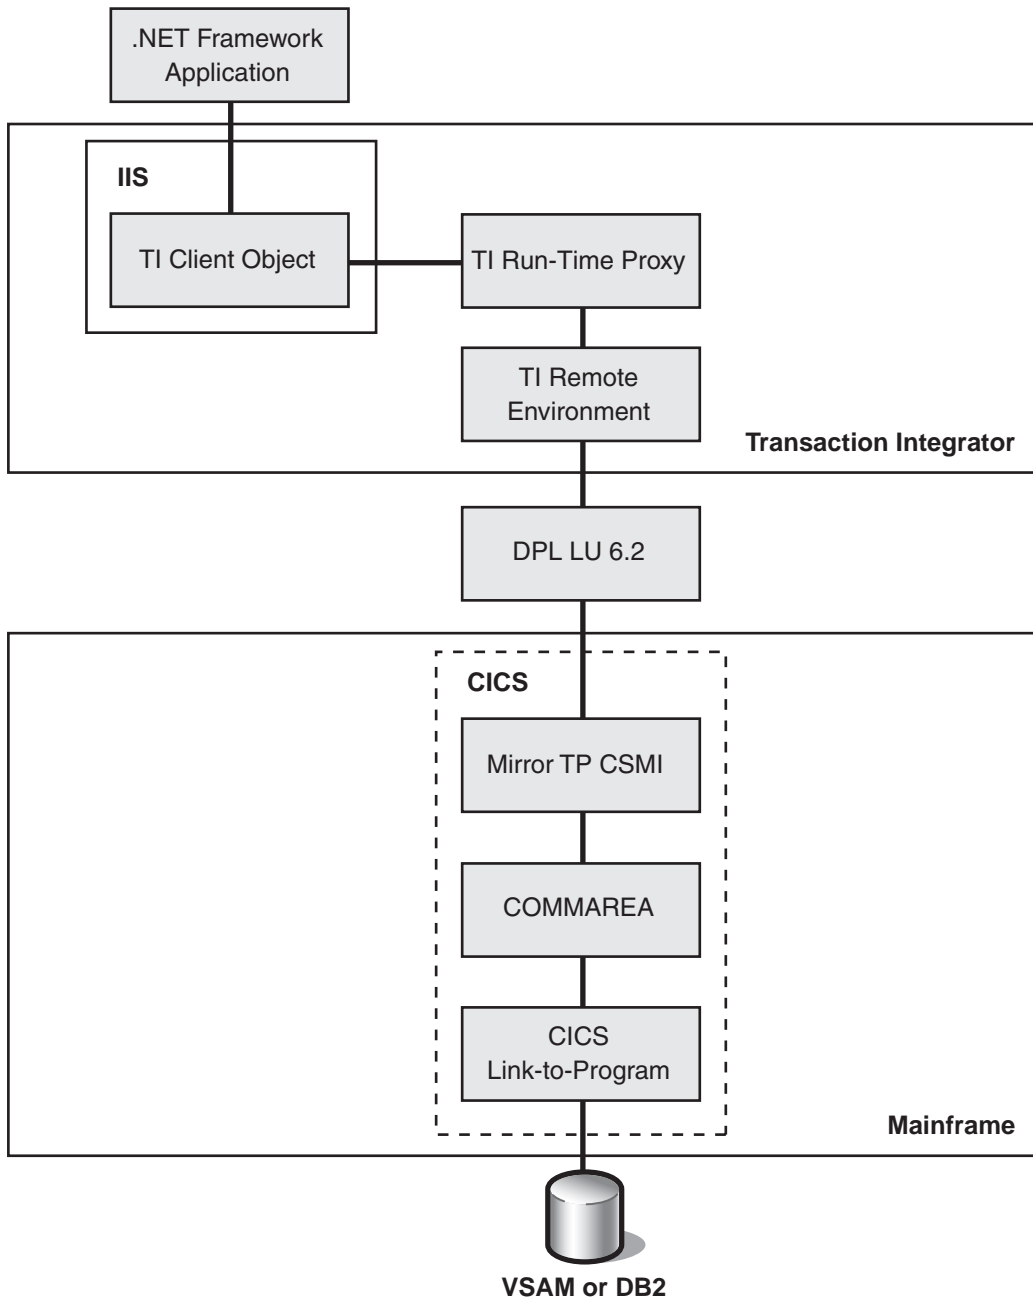 .NET Framework
Application
IIS
TI Client Object
TI Run-Time Proxy
TI Remote
Environment
Transaction Integrator
DPL LU 6.2
CICS
Mirror TP CSMI
COMMAREA
CICS
Link-to-Program
Mainframe
VSAM or DB2